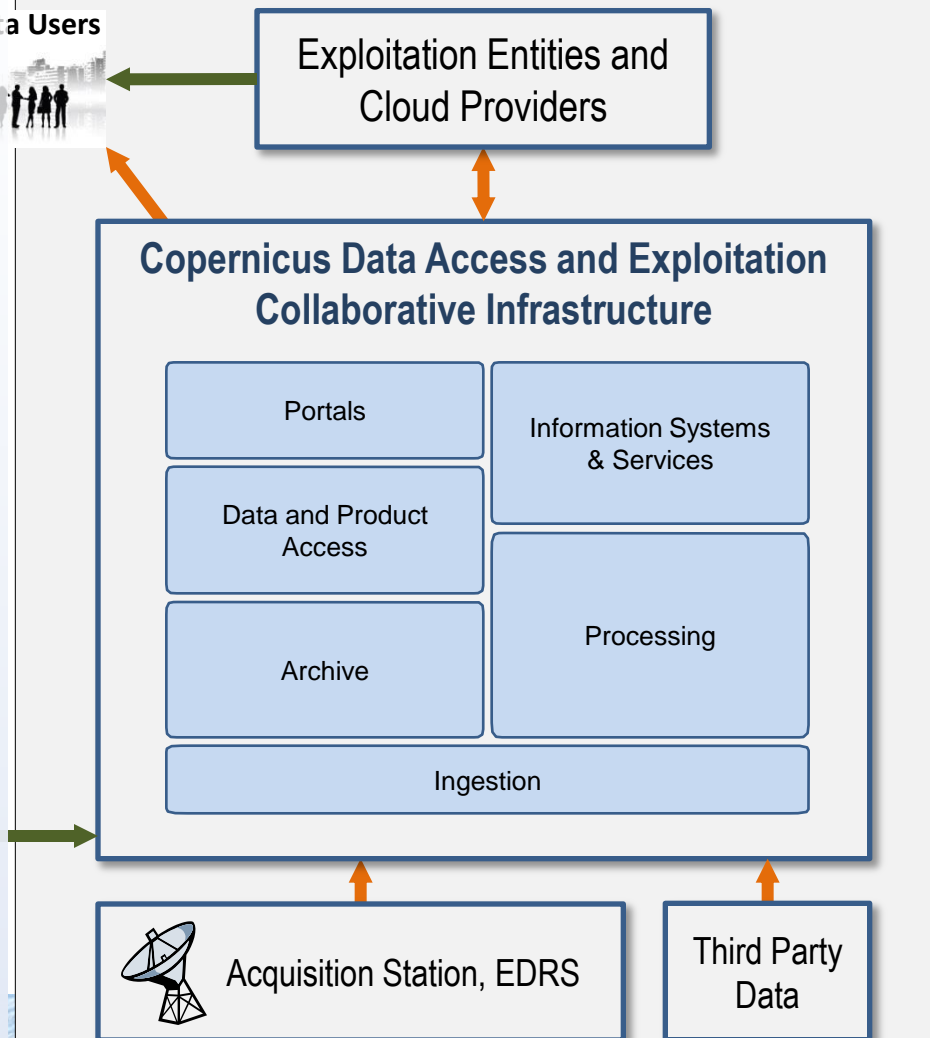 a Users
Exploitation Entities and
Cloud Providers
Copernicus Data Access and Exploitation
Collaborative Infrastructure
Portals
Information Systems
& Services
Data and Product
Access
Processing
Archive
Ingestion
Acquisition Station, EDRS
Third Party
Data